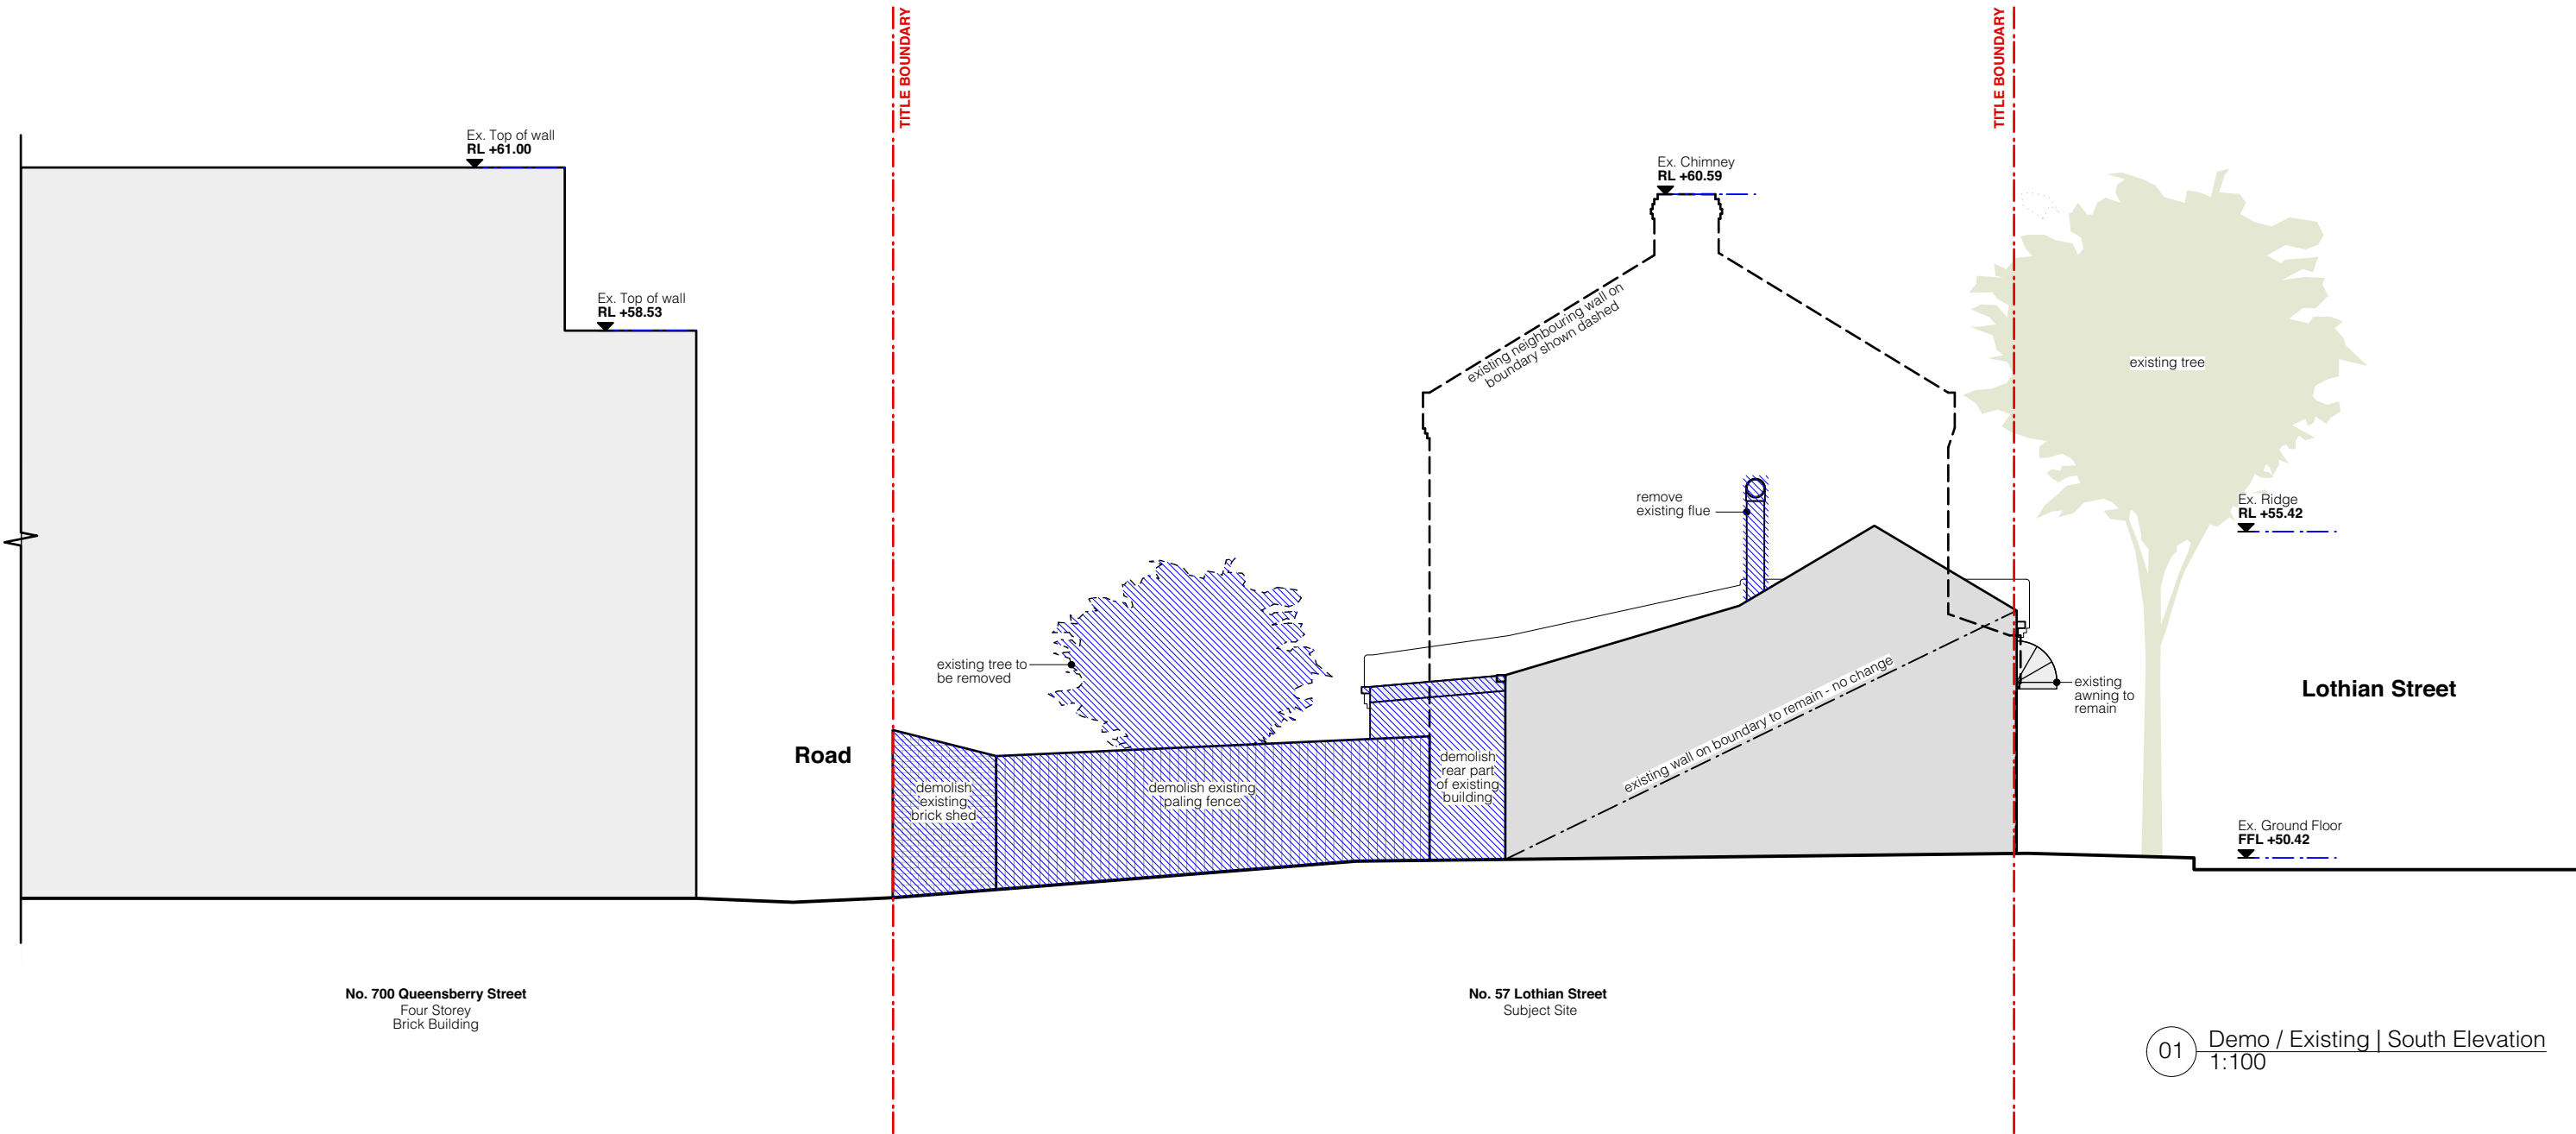 TITLE BOUNDARY
TITLE BOUNDARY
Ex. Top of wall
RL +61.00
Ex. Chimney
RL +60.59
Ex. Top of wall
RL +58.53
existing neighbouring wall on
boundary shown dashed
existing tree
remove
existing flue
Ex. Ridge
RL +55.42
existing tree to
be removed
existing wall on boundary to remain - no change
existing
awning to
remain
Lothian Street
Road
demolish
existing
brick shed
demolish existing
paling fence
demolish
rear part
of existing
building
Ex. Ground Floor
FFL +50.42
No. 700 Queensberry Street
Four Storey
Brick Building
No. 57 Lothian Street
Subject Site
01
Demo / Existing | South Elevation
1:100